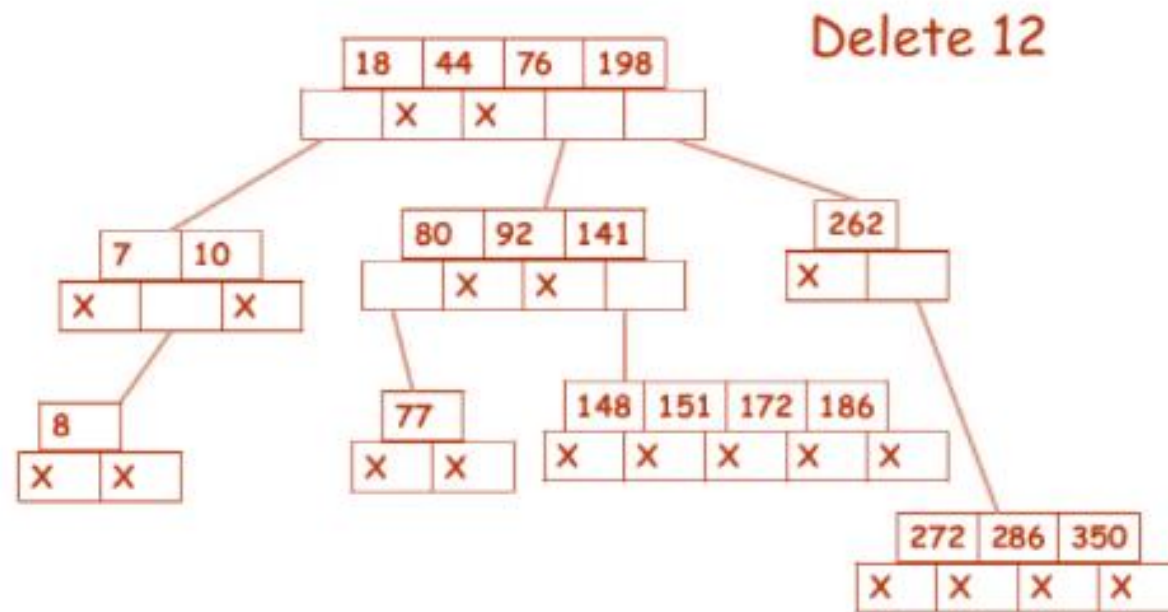 Delete 12
18 44 76 198
X X
7 10
X X
80 92 141
X X
262
X
8
X X
77
X X
148 151 172 186
X X X X X
272 286 350
X X X X